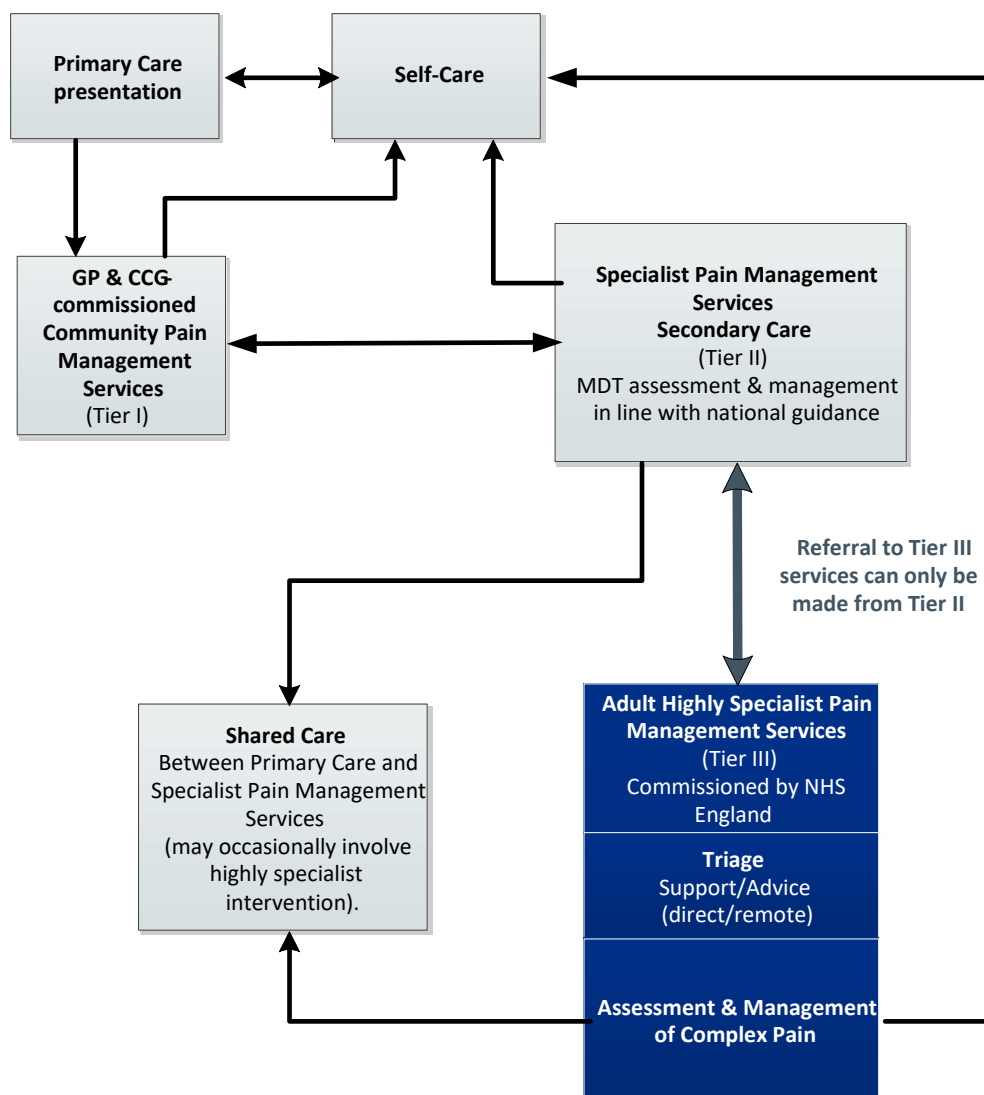 Primary Care
presentation
Self-Care
GP & CCG-
commissioned
Community Pain
Management
Services
(Tier I)
Specialist Pain Management
Services
Secondary Care
(Tier II)
MDT assessment & management
in line with national guidance
Referral to Tier III
services can only be
made from Tier II
Shared Care
Between Primary Care and
Specialist Pain Management
Services
(may occasionally involve
highly specialist
intervention).
Adult Highly Specialist Pain
Management Services
(Tier III)
Commissioned by NHS
England
Triage
Support/Advice
(direct/remote)
Assessment & Management
of Complex Pain